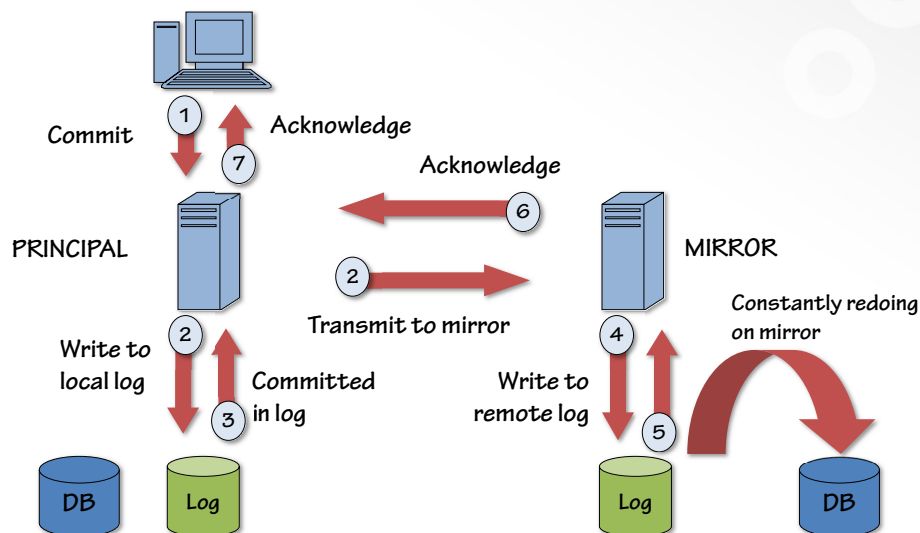 1
Commit
Acknowledge
7
Acknowledge
6
PRINCIPAL
MIRROR
2
Transmit to mirror
Constantly redoing
on mirror
2
Write to
local log
Committed
in log
3
4
Write to
remote log
5
DB
Log
Log
DB